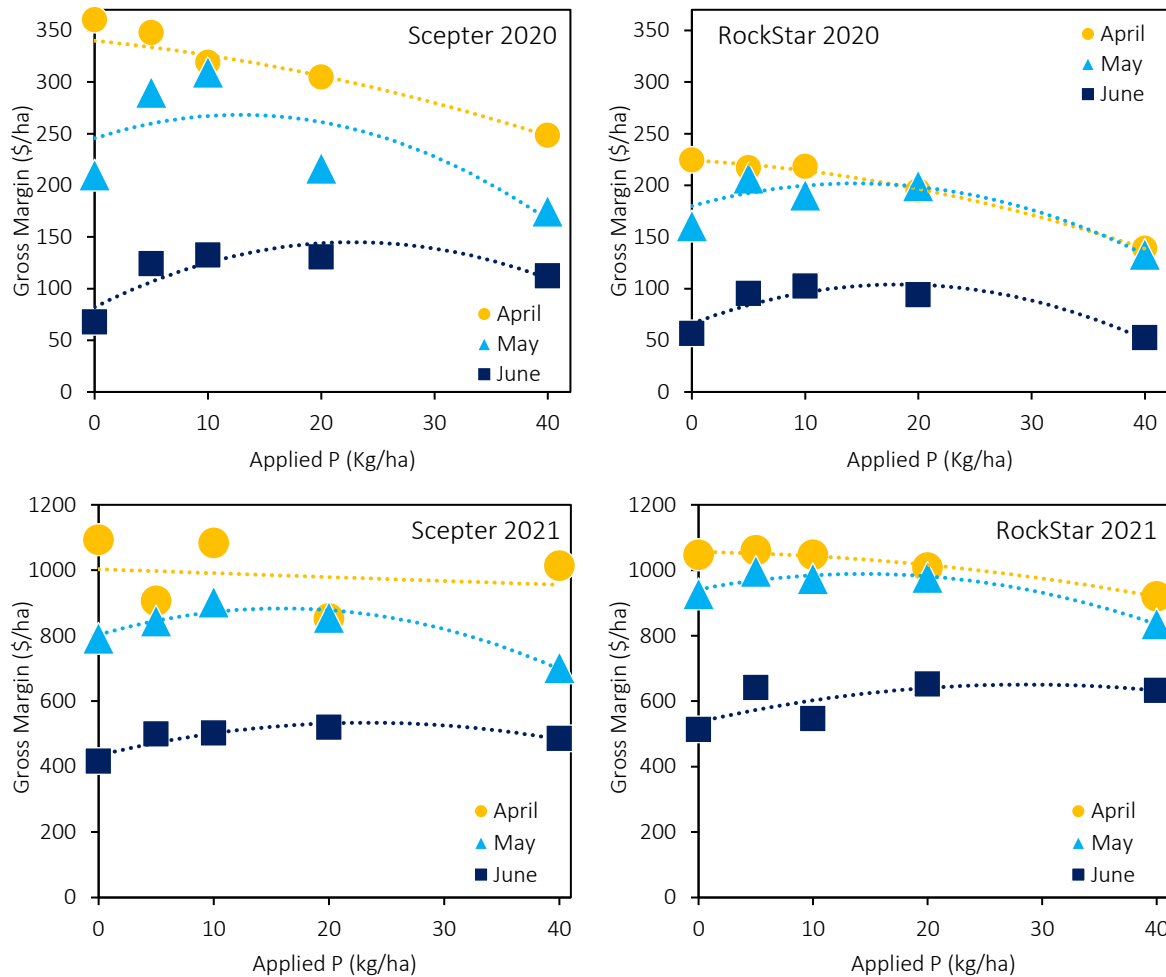 Scepter 2020
Gross Margin ($/ha)
350
300
250
200
150
100
50
0
April
May
June
0 10 20 30 40
Applied P (Kg/ha)
RockStar 2020
Gross Margin ($/ha)
350
300
250
200
150
100
50
0
April
May
June
0 10 20 30 40
Applied P (Kg/ha)
Scepter 2021
Gross Margin ($/ha)
1200
1000
800
600
400
200
0
April
May
June
0 10 20 30 40
Applied P (kg/ha)
RockStar 2021
Gross Margin ($/ha)
1200
1000
800
600
400
200
0
April
May
June
0 10 20 30 40
Applied P (kg/ha)